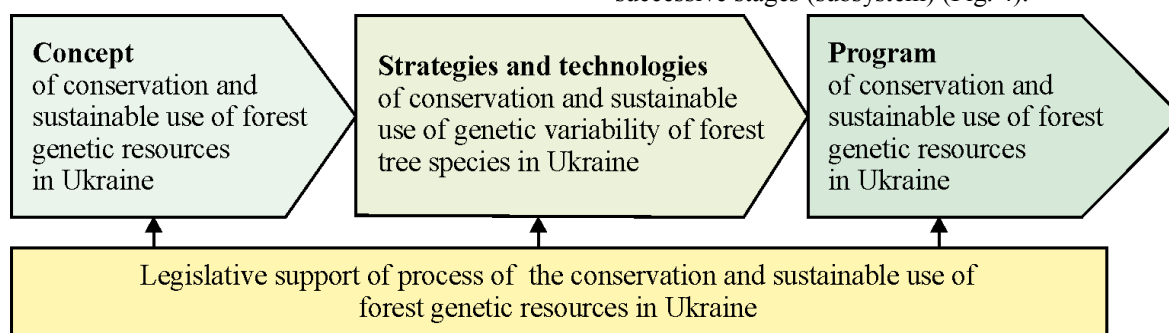 successive stages (subsystem) (Fig. 4).
Concept
of conservation and
sustainable use of forest
genetic resources
in Ukraine
Strategies and technologies
of conservation and sustainable
use of genetic variability of forest
tree species in Ukraine
Program
of conservation and
sustainable use of forest
genetic resources
in Ukraine
Legislative support of process of the conservation and sustainable use of
forest genetic resources in Ukraine